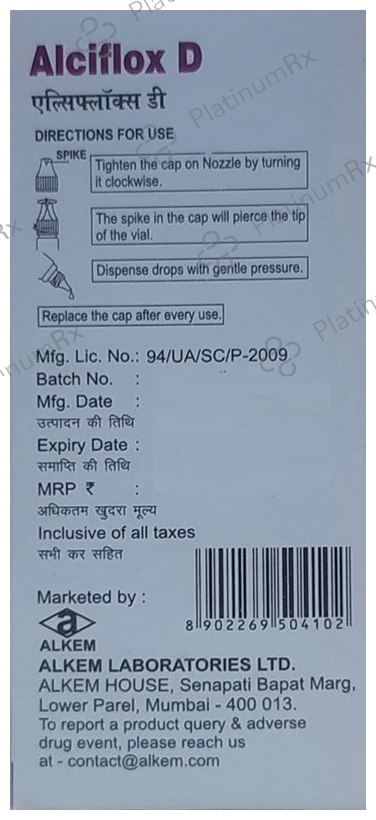 Alciflox D
एल्सिफ्लॉक्स डी
DIRECTIONS FOR USE
SPIKE
Tighten the cap on Nozzle by turning
it clockwise.
The spike in the cap will pierce the tip
of the vial.
Dispense drops with gentle pressure.
Replace the cap after every use.
Mfg. Lic. No.: 94/UA/SC/P-2009
Batch No. :
Mfg. Date :
उत्पादन की तिथि
Expiry Date :
समाप्ति की तिथि
MRP ₹ :
अधिकतम खुदरा मूल्य
Inclusive of all taxes
सभी कर सहित
Marketed by :
a
ALKEM
8 902269 504102
ALKEM LABORATORIES LTD.
ALKEM HOUSE, Senapati Bapat Marg,
Lower Parel, Mumbai - 400 013.
To report a product query & adverse
drug event, please reach us
at - contact@alkem.com
PlatinumRx
PlatinumRx
PlatinumRx